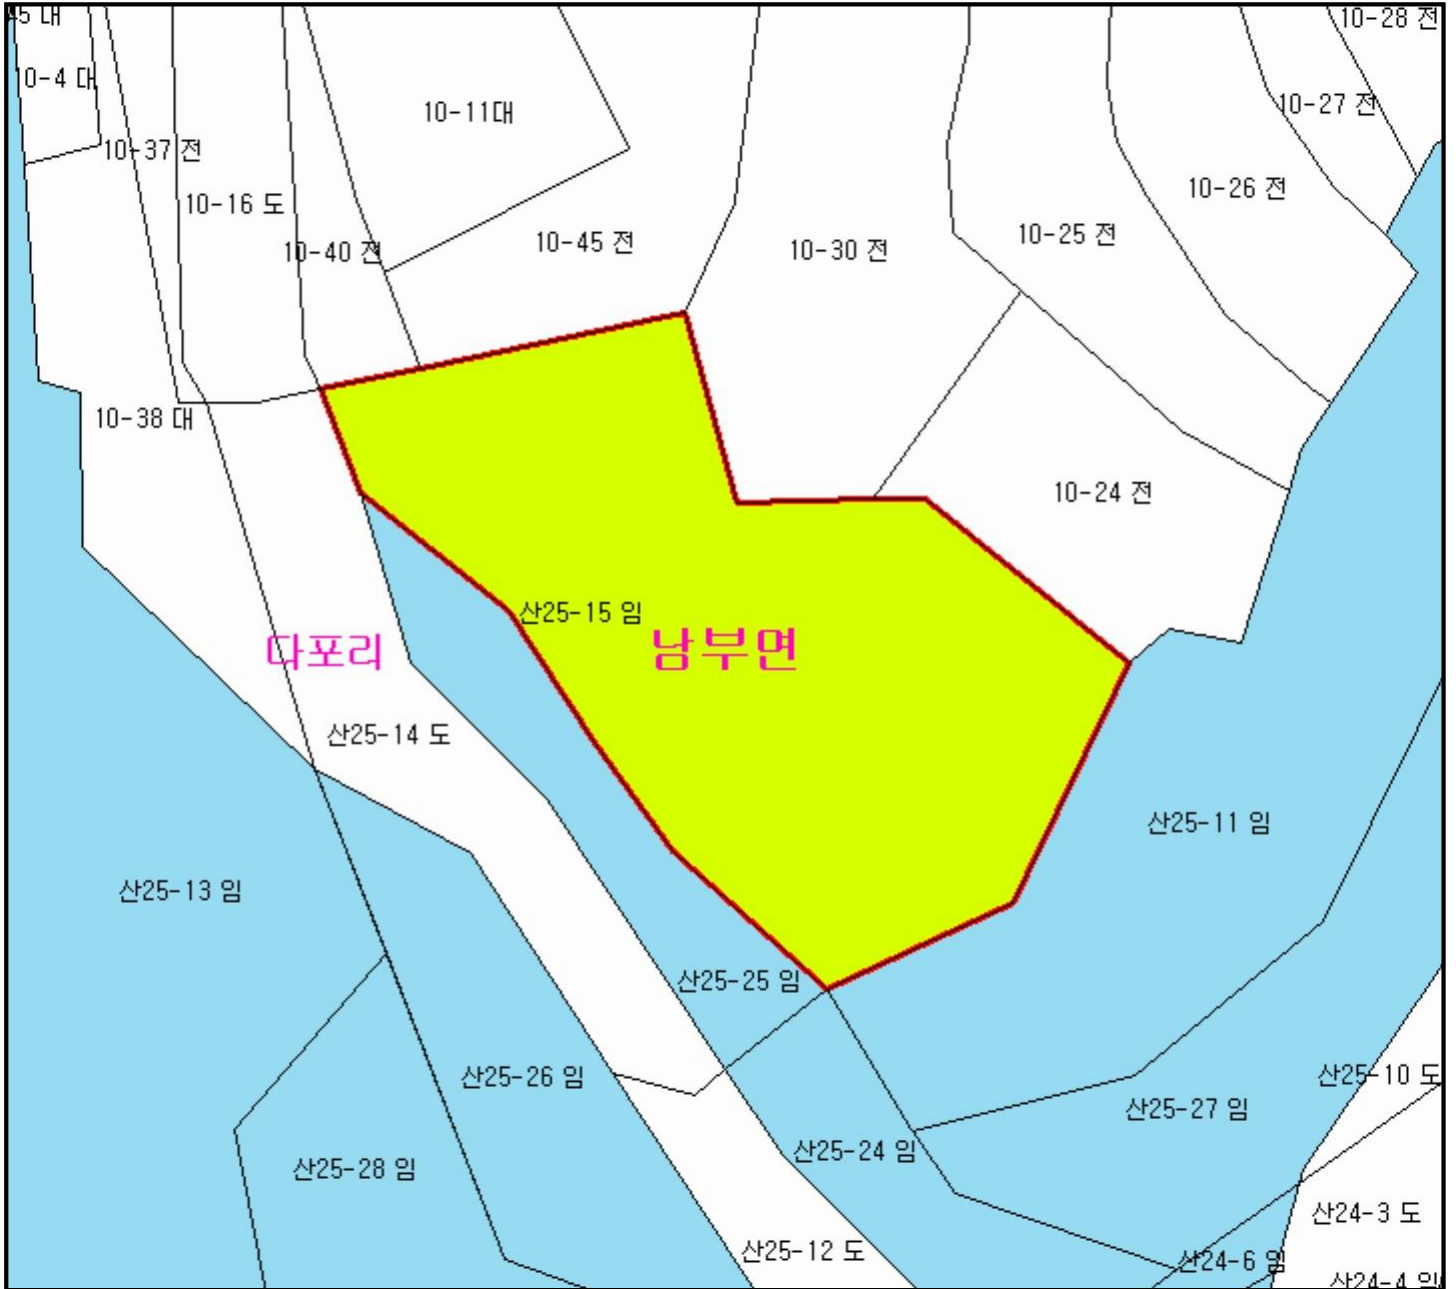 10-28 전
10-4 대
10-27 전
10-11대
10-37 전
10-26 전
10-16 도
10-25 전
10-45 전
10-30 전
10-40 전
10-38 대
10-24 전
산25-15 임
남부면
다포리
산25-14 도
산25-11 임
산25-13 임
산25-25 임
산25-26 임
산25-10 도
산25-27 임
산25-24 임
산25-28 임
산24-3 도
산25-12 도
산24-6 임
산24-4 임